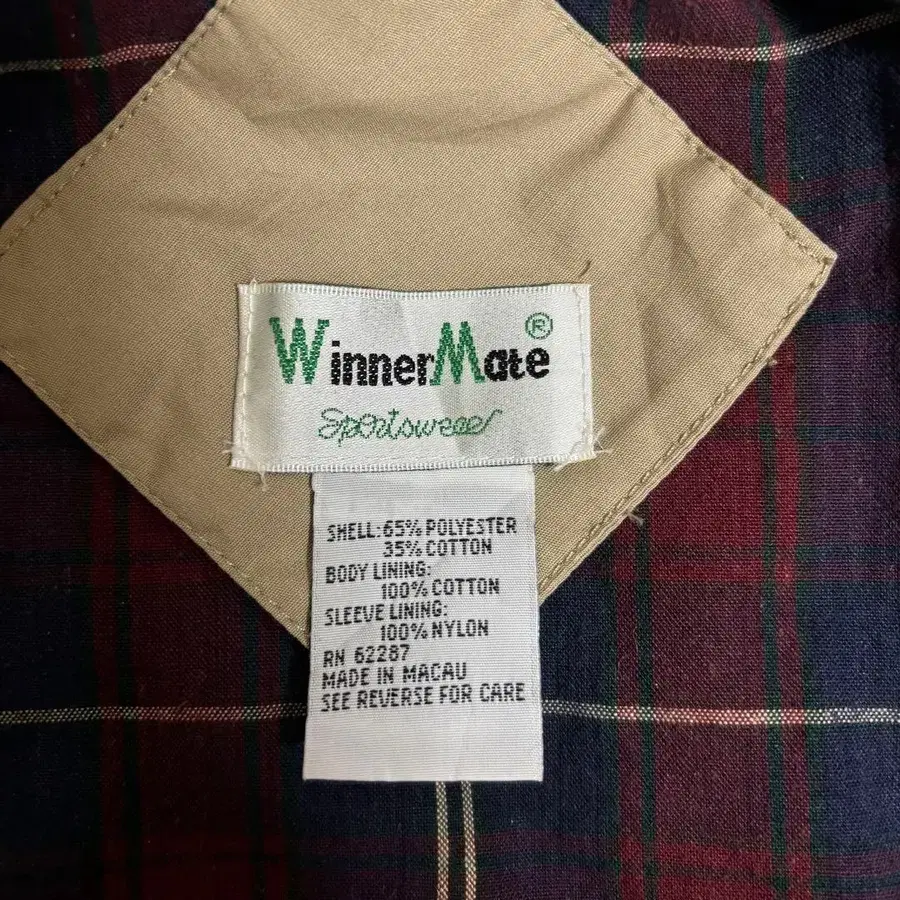 WinnerMate®
Sportswear
SHELL: 65% POLYESTER
35% COTTON
BODY LINING:
100% COTTON
SLEEVE LINING:
100% NYLON
RN 62287
MADE IN MACAU
SEE REVERSE FOR CARE